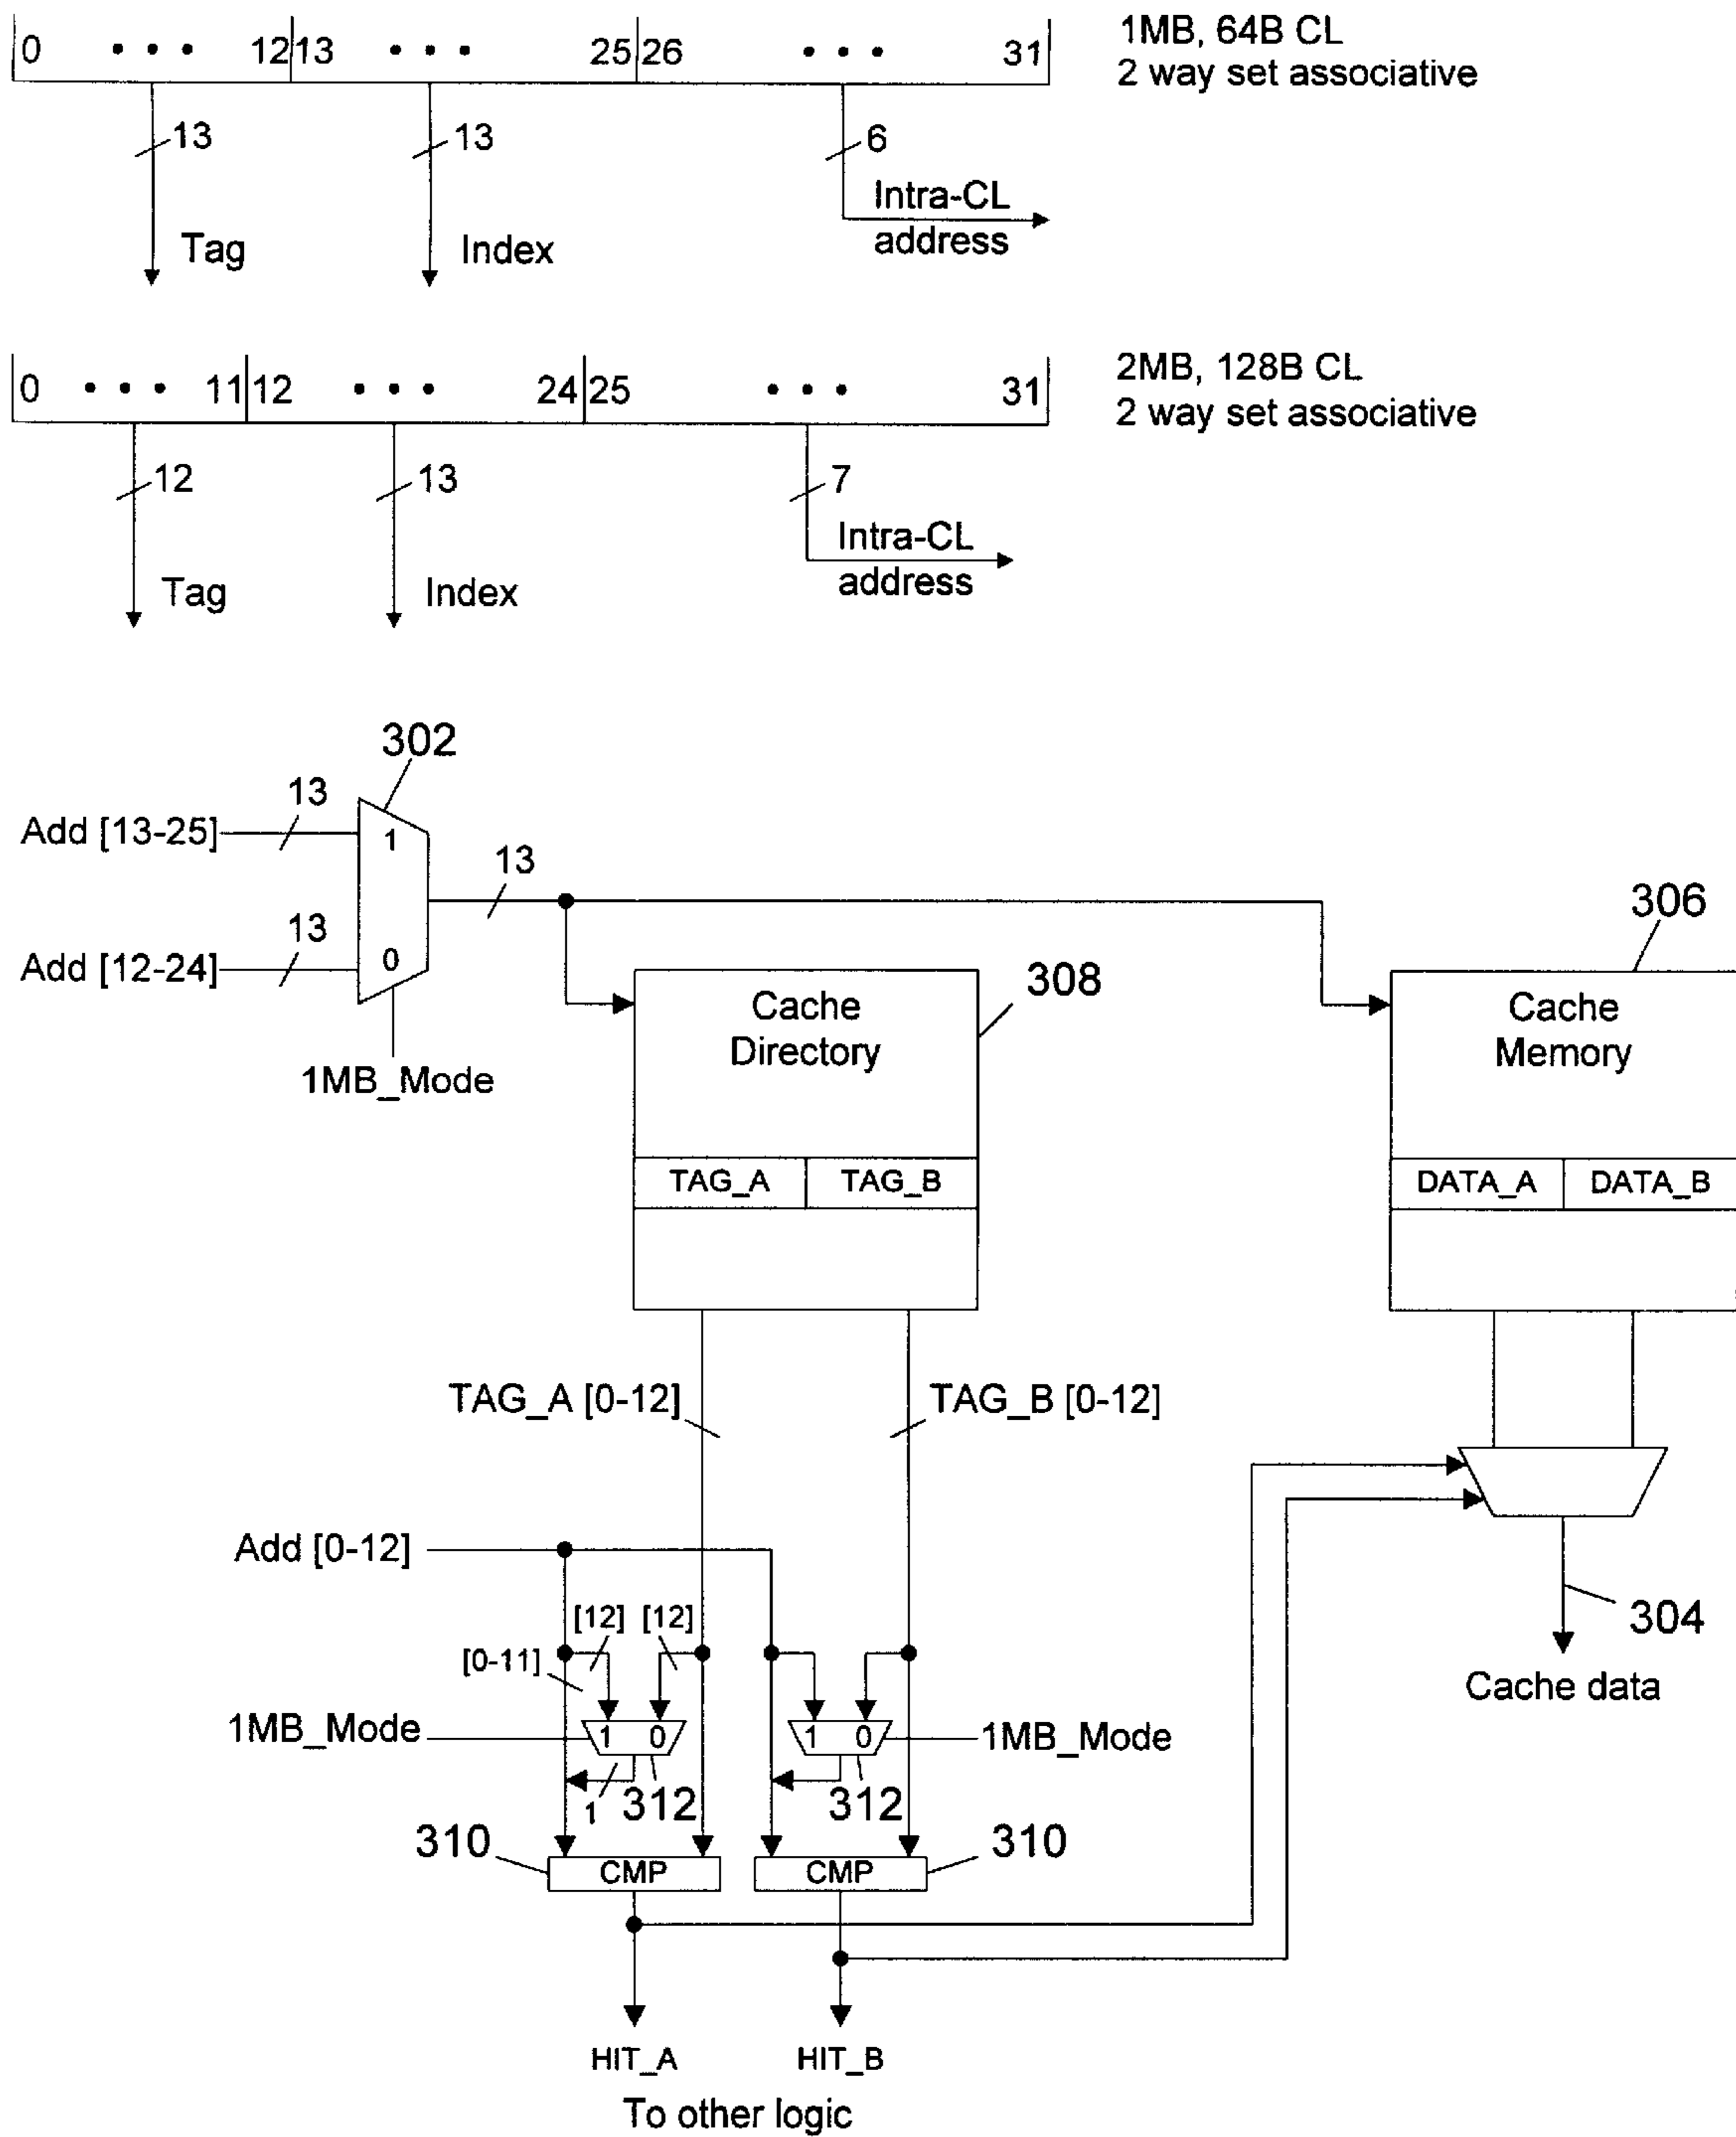 0 • • • 12 13 • • • 25 26 • • • 31
1MB, 64B CL
2 way set associative
13 13 6
Intra-CL
address
Tag Index
0 • • • 11 12 • • • 24 25 • • • 31
2MB, 128B CL
2 way set associative
12 13 7
Intra-CL
address
Tag Index
302
13
Add [13-25] 1
13
13
Add [12-24] 0
1MB_Mode
306
308
Cache
Directory
Cache
Memory
TAG_A TAG_B
DATA_A DATA_B
TAG_A [0-12] TAG_B [0-12]
Add [0-12]
[12] [12]
[0-11]
304
Cache data
1MB_Mode 1 0 1 0 1MB_Mode
1 312 312
310 CMP CMP 310
HIT_A HIT_B
To other logic